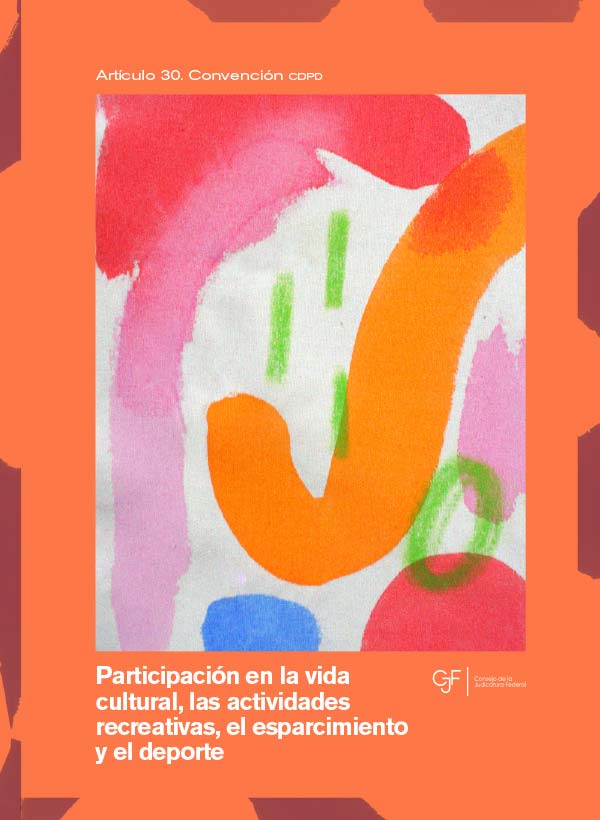 Artículo 30. Convención CDPD
Participación en la vida
cultural, las actividades
recreativas, el esparcimiento
y el deporte
CJF
Consejo de la
Judicatura Federal